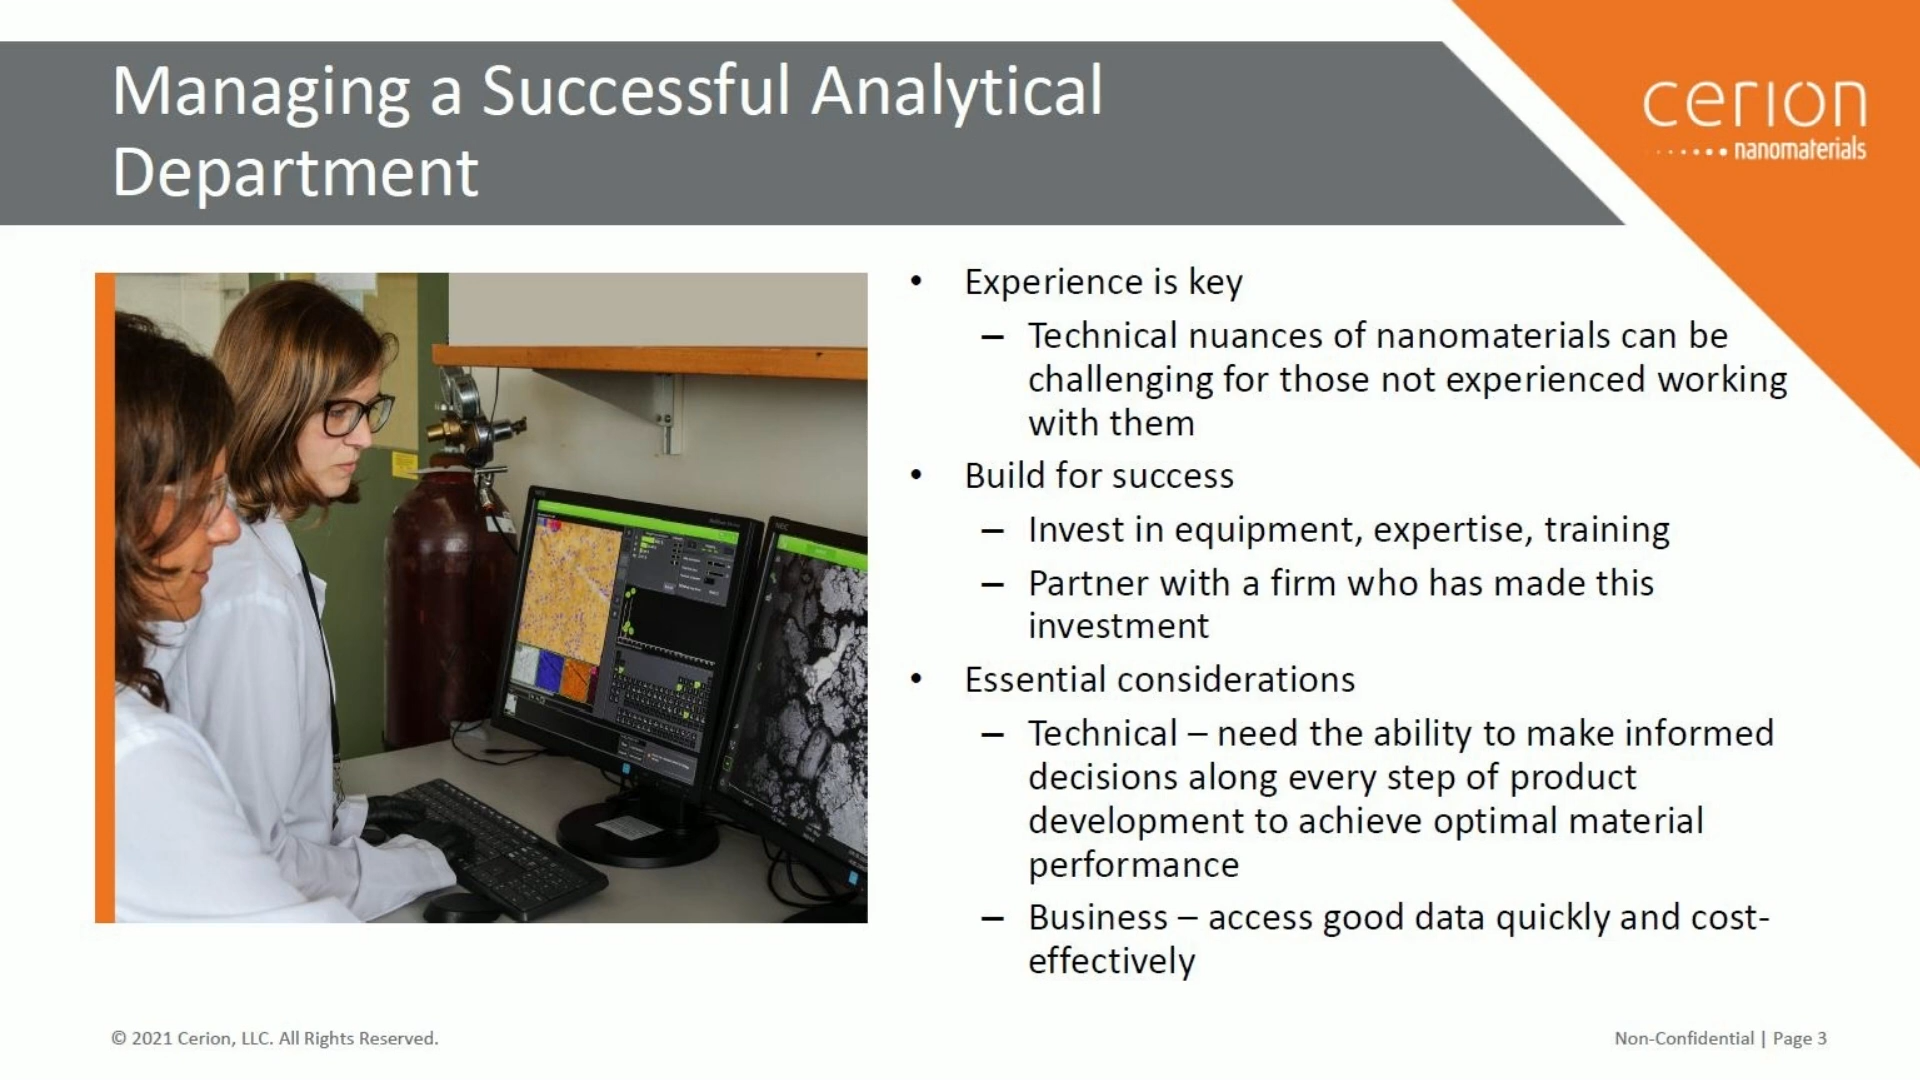 Managing a Successful Analytical
Department
cerion
nanomaterials
• Experience is key
– Technical nuances of nanomaterials can be
challenging for those not experienced working
with them
• Build for success
– Invest in equipment, expertise, training
– Partner with a firm who has made this
investment
• Essential considerations
– Technical – need the ability to make informed
decisions along every step of product
development to achieve optimal material
performance
– Business – access good data quickly and cost-
effectively
© 2021 Cerion, LLC. All Rights Reserved.
Non-Confidential | Page 3